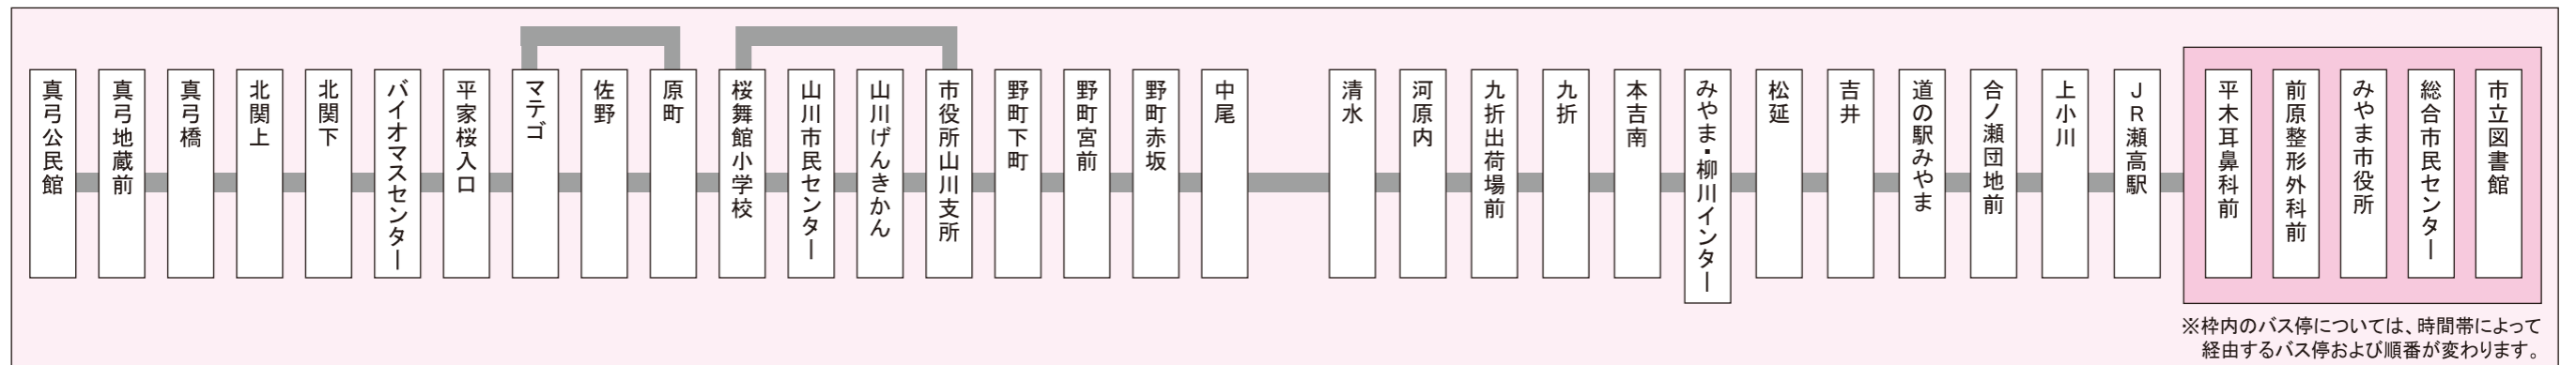 真弓公民館
真弓地蔵前
真弓橋
北関上
北関下
バイオマスセンター
平家桜入口
マテゴ
佐野
原町
桜舞館小学校
山川市民センター
山川げんきかん
市役所山川支所
野町下町
野町宮前
野町赤坂
中尾
清水
河原内
九折出荷場前
九折
本吉南
みやま・柳川インター
松延
吉井
道の駅みやま
合ノ瀬団地前
上小川
JR瀬高駅
平木耳鼻科前
前原整形外科前
みやま市役所
総合市民センター
市立図書館
※枠内のバス停については、時間帯によって
経由するバス停および順番が変わります。